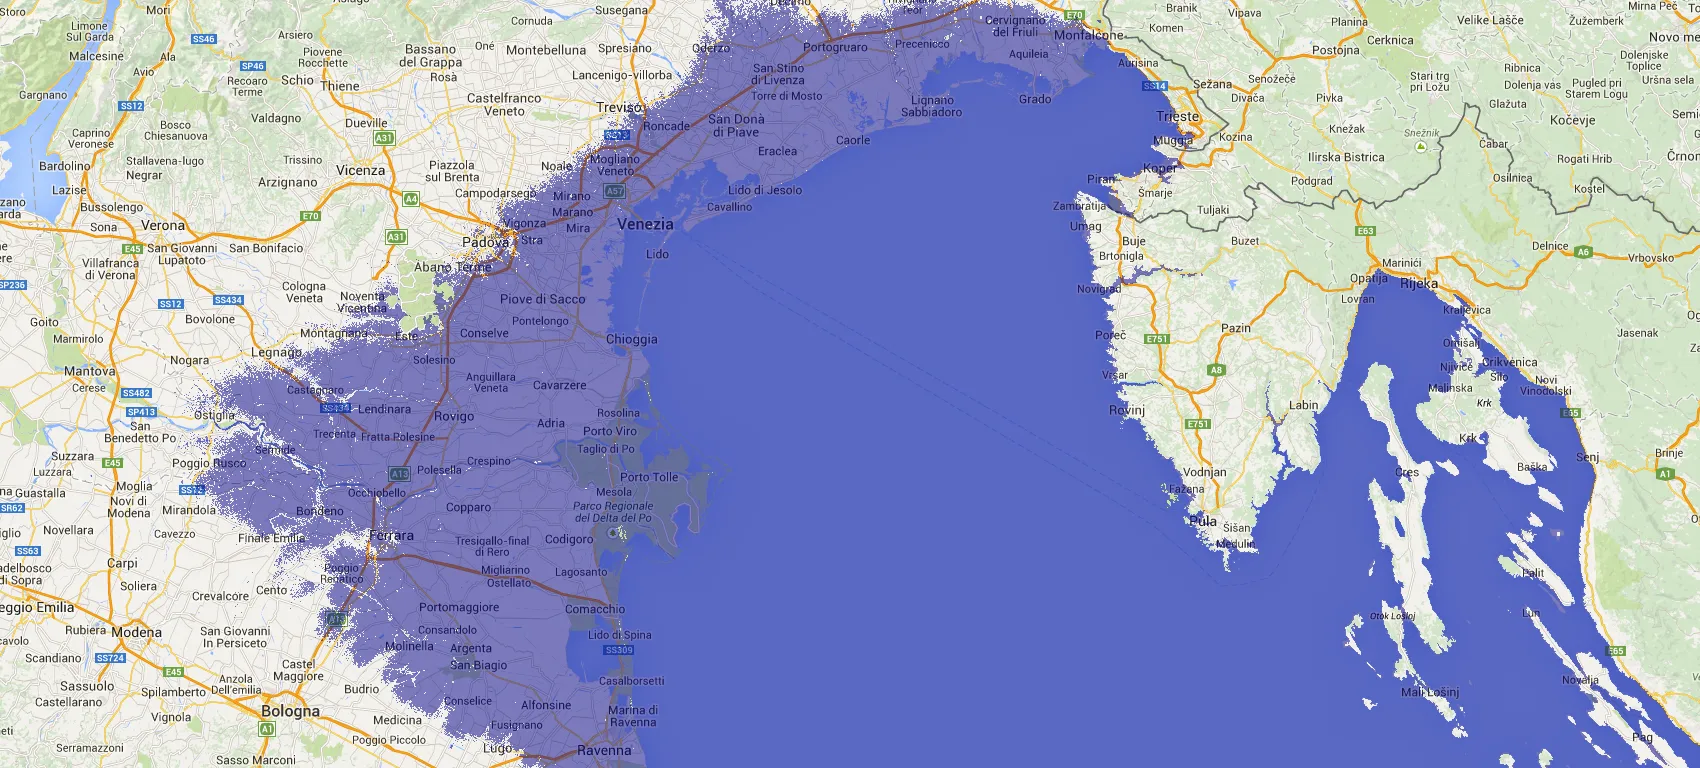 Storo
Limone
Sul Garda
Mori
SS46
Arsiero
Cornuda
Susegana
Decimo
Teor
Cervignano
del Friuli
E70
Monfalcone
Branik
Komen
Vipava
Planina
Cerknica
Postojna
Velike Lašče
Žužemberk
Mirna Peč
Novo me
Malcesine
Ala
Avio
Piovene
Rocchette
Bassano
del Grappa
Oné
Montebelluna
Spresiano
Oderzo
Portogruaro
Precenicco
Aquileia
Aurisina
Dolenjske
Toplice
Uršna sela
SP46
Recoaro
Terme
Schio
Thiene
Rosà
Lancenigo-villorba
San Stino
di Livenza
Torre di Mosto
Lignano
Sabbiadoro
Grado
SS14
Sežana
Divača
Senožeče
Pivka
Stari trg
pri Ložu
Ribnica
Dolenja vas
Glažuta
Pugled pri
Starem Logu
Gargnano
SS12
Valdagno
Castelfranco
Veneto
Treviso
Roncade
San Donà
di Piave
Caorle
Trieste
Muggia
Kozina
Knežak
Snežnik
Kočevje
Caprino
Veronese
Bosco
Chiesanuova
Dueville
A31
Noale
Mogliano
Veneto
Eraclea
Koper
Ilirska Bistrica
Čabar
Rogati Hrib
Črnom
Bardolino
Stallavena-lugo
Negrar
Trissino
Vicenza
Piazzola
sul Brenta
Campodarsego
Mirano
A57
Lido di Jesolo
Piran
Šmarje
Podgrad
Osilnica
Kostel
Lazise
Arzignano
A4
Bussolengo
Sona
Verona
E70
Vigonza
Marano
Mira
Venezia
Cavallino
Zambratija
Umag
Tuljaki
E63
E45
San Giovanni
Lupatoto
San Bonifacio
A31
Padova
Stra
Lido
Buje
Brtonigla
Buzet
Marinići
Delnice
A6
Vrbovsko
Villafranca
di Verona
Abano Terme
Opatija
Lovran
Rijeka
SP236
SS12
SS434
Cologna
Veneta
Noventa
Vicentina
Piove di Sacco
Novigrad
Kraljevica
Goito
Bovolone
Pontelongo
Marmirolo
Montagnana
Este
Conselve
Chioggia
Poreč
E751
Pazin
Omišalj
Jasenak
Nogara
Legnago
Solesino
Mantova
Cerese
Castagnaro
Anguillara
Veneta
Cavarzere
Vrsar
A8
Njivice
Malinska
Crikvenica
Šilo
Novi
Vinodolski
SS482
SP413
Ostiglia
SS434
Lendinara
Rovigo
Rosolina
Rovinj
Labin
Krk
E65
San
Benedetto Po
Trecenta
Fratta Polesine
Adria
Porto Viro
E751
Krk
Suzzara
Luzzara
E45
Poggio Rusco
Sermide
Taglio di Po
Senj
Brinje
Guastalla
Moglia
SS12
A13
Polesella
Crespino
Porto Tolle
Vodnjan
Cres
Baška
A1
SR62
Novi di
Modena
Mirandola
Occhiobello
Copparo
Mesola
Parco Regionale
del Delta del Po
Fažana
Bondeno
Novellara
Cavezzo
Finale Emilia
Ferrara
Tresigallo-final
di Rero
Codigoro
Pula
Šišan
Medulin
SS63
Carpi
Poggio
Renatico
Migliarino
Ostellato
Lagosanto
Soliera
Crevalcore
Cento
Portomaggiore
Comacchio
Otok Lošinj
Lun
eggio Emilia
Rubiera
Modena
San Giovanni
In Persiceto
Consandolo
Molinella
Argenta
San Biagio
Lido di Spina
SS309
E65
Scandiano
SS724
E45
Castel
Maggiore
Casalborsetti
Novalja
Sassuolo
Castellarano
Spilamberto
Anzola
Dell'emilia
Budrio
Conselice
Alfonsine
Marina di
Ravenna
Mali Lošinj
Vignola
Bologna
Medicina
Fusignano
A1
Poggio Piccolo
Lugo
Ravenna
Pag
Serramazzoni
Sasso Marconi